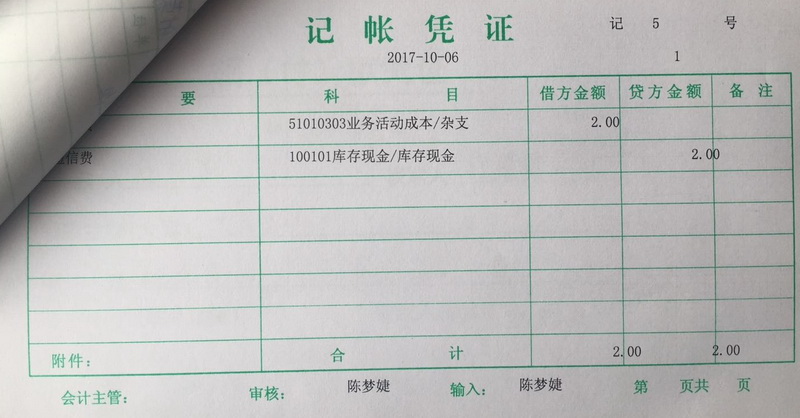 记帐凭证
记 5 号
2017-10-06 1
要 科目 借方金额 贷方金额 备注
51010303业务活动成本/杂支 2.00
信费 100101库存现金/库存现金 2.00
附件: 合计 2.00 2.00
会计主管: 审核: 陈梦婕 输入: 陈梦婕 第 页共 页